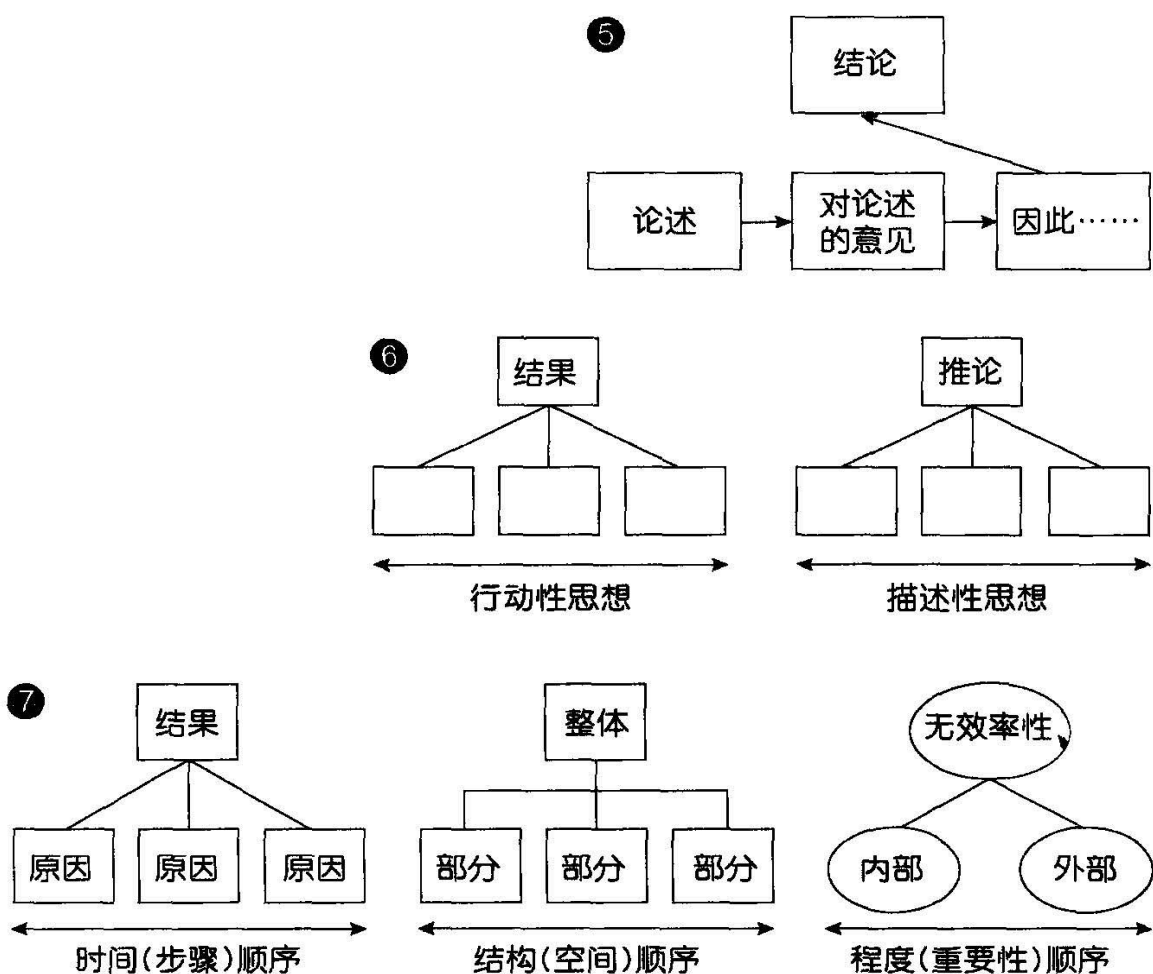 5
结论
论述
对论述
的意见
因此……
6
结果
推论
行动性思想
描述性思想
7
结果
整体
无效率性
原因
原因
原因
部分
部分
部分
内部
外部
时间(步骤)顺序
结构(空间)顺序
程度(重要性)顺序